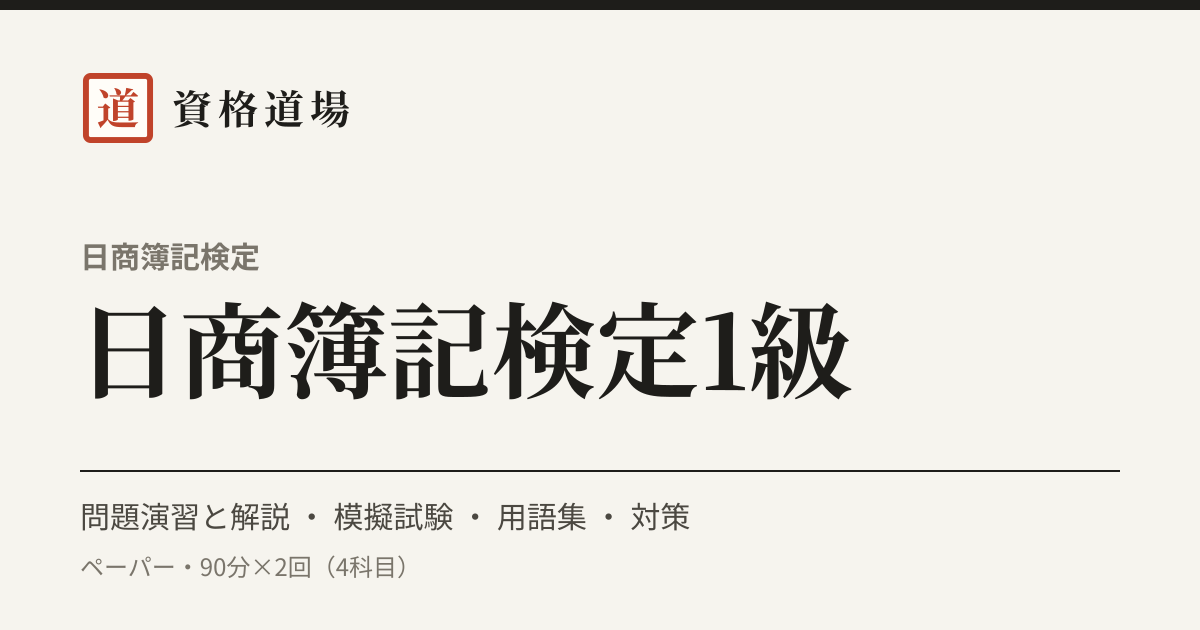 道 資格道場
日商簿記検定
日商簿記検定1級
問題演習と解説 ・ 模擬試験 ・ 用語集 ・ 対策
ペーパー・90分×2回（4科目）